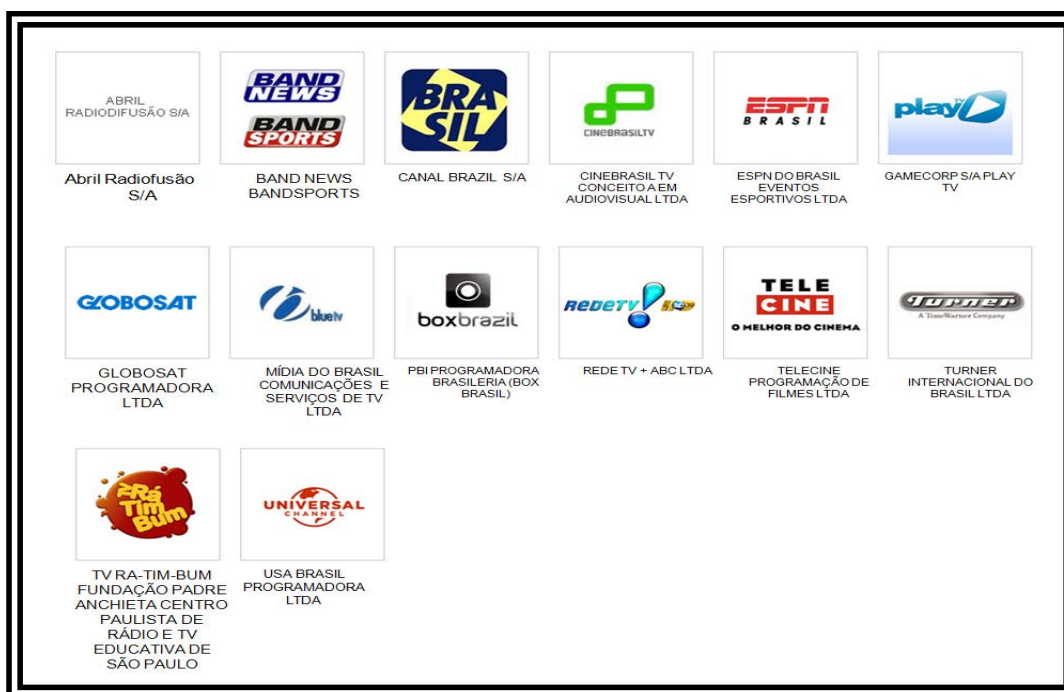 ABRIL
RADIODIFUSÃO S/A
Abril Radiofusão
S/A
BAND
NEWS
BAND
SPORTS
BAND NEWS
BANDSPORTS
BRA
SIL
CANAL BRAZIL S/A
CINEBRASILTV
CINEBRASIL TV
CONCEITO A EM
AUDIOVISUAL LTDA
ESPN
BRASIL
ESPN DO BRASIL
EVENTOS
ESPORTIVOS LTDA
play TV
GAMECORP S/A PLAY
TV
GLOBOSAT
GLOBOSAT
PROGRAMADORA
LTDA
bluetv
MÍDIA DO BRASIL
COMUNICAÇÕES E
SERVIÇOS DE TV
LTDA
boxbrazil
PBI PROGRAMADORA
BRASILERIA (BOX
BRASIL)
REDETV
REDE TV + ABC LTDA
TELE
CINE
O MELHOR DO CINEMA
TELECINE
PROGRAMAÇÃO DE
FILMES LTDA
Turner
A TimeWarner Company
TURNER
INTERNACIONAL DO
BRASIL LTDA
TV Rá
Tim
Bum
TV RA-TIM-BUM
FUNDAÇÃO PADRE
ANCHIETA CENTRO
PAULISTA DE
RÁDIO E TV
EDUCATIVA DE
SÃO PAULO
UNIVERSAL
CHANNEL
USA BRASIL
PROGRAMADORA
LTDA